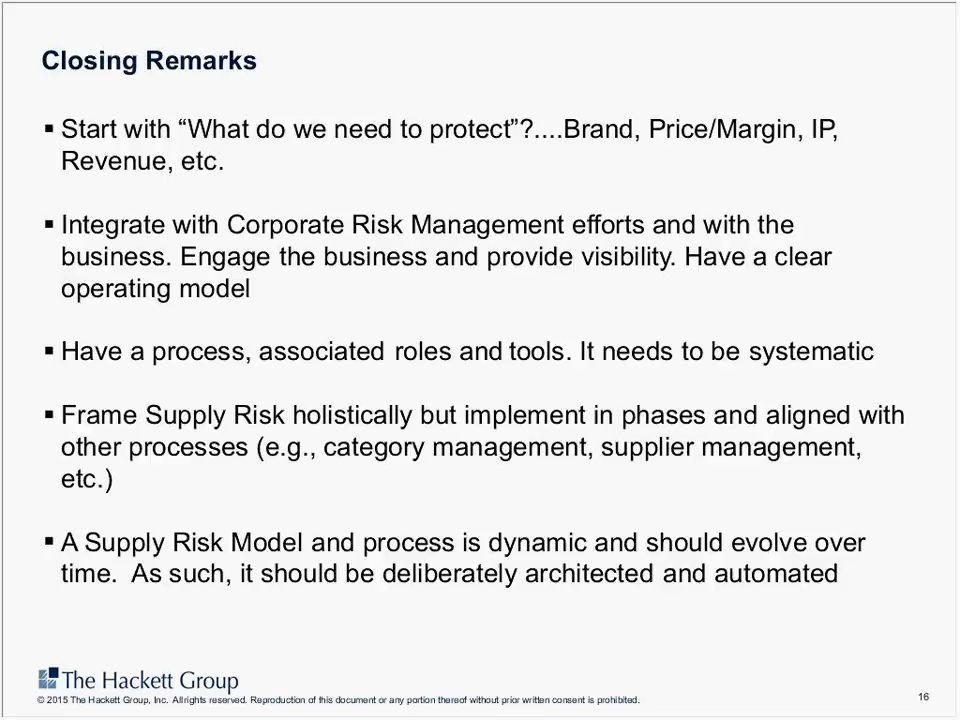 Closing Remarks
▪ Start with “What do we need to protect”?....Brand, Price/Margin, IP,
Revenue, etc.
▪ Integrate with Corporate Risk Management efforts and with the
business. Engage the business and provide visibility. Have a clear
operating model
▪ Have a process, associated roles and tools. It needs to be systematic
▪ Frame Supply Risk holistically but implement in phases and aligned with
other processes (e.g., category management, supplier management,
etc.)
▪ A Supply Risk Model and process is dynamic and should evolve over
time.  As such, it should be deliberately architected and automated
The Hackett Group
© 2015 The Hackett Group, Inc. All rights reserved. Reproduction of this document or any portion thereof without prior written consent is prohibited.
16